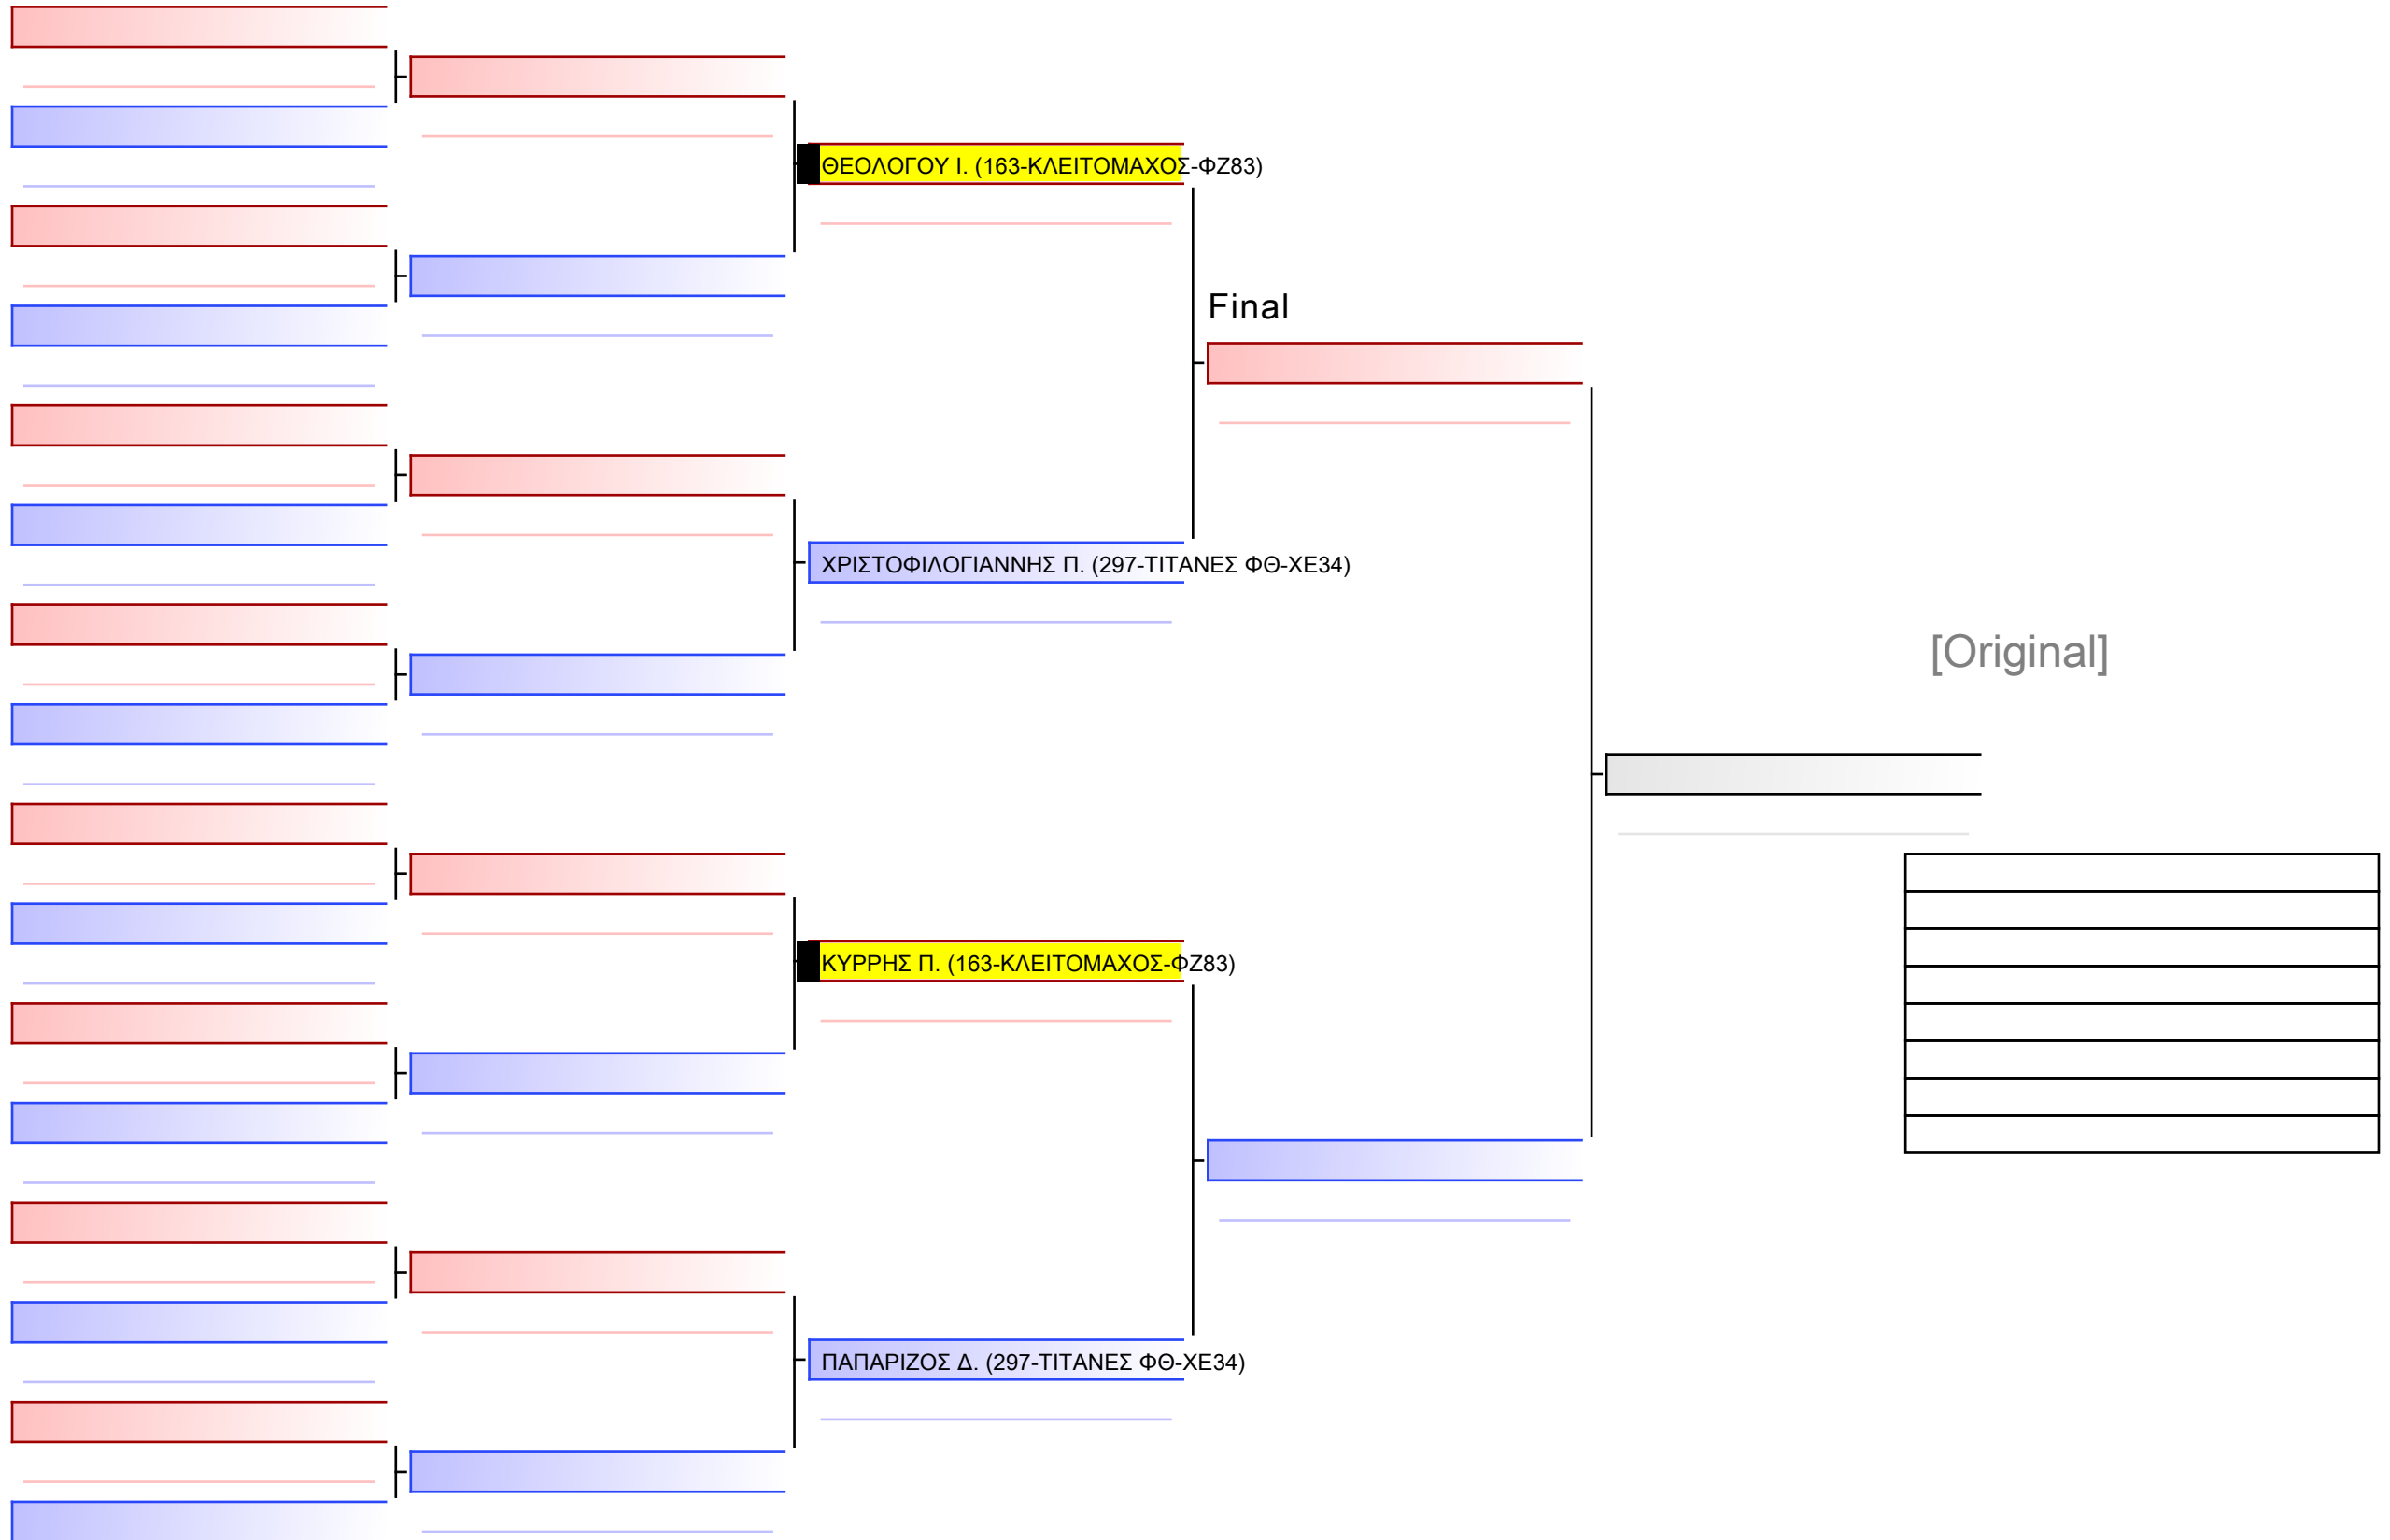 ΘΕΟΛΟΓΟΥ Ι. (163-ΚΛΕΙΤΟΜΑΧΟΣ-ΦΖ83)
Final
ΧΡΙΣΤΟΦΙΛΟΓΙΑΝΝΗΣ Π. (297-ΤΙΤΑΝΕΣ ΦΘ-ΧΕ34)
[Original]
ΚΥΡΡΗΣ Π. (163-ΚΛΕΙΤΟΜΑΧΟΣ-ΦΖ83)
ΠΑΠΑΡΙΖΟΣ Δ. (297-ΤΙΤΑΝΕΣ ΦΘ-ΧΕ34)